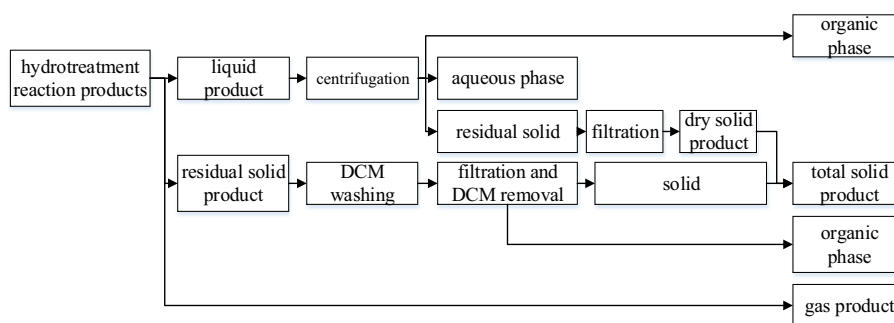 organic
phase
hydrotreatment
reaction products
liquid
product
centrifugation
aqueous phase
residual solid
filtration
dry solid
product
residual solid
product
DCM
washing
filtration and
DCM removal
solid
total solid
product
organic
phase
gas product